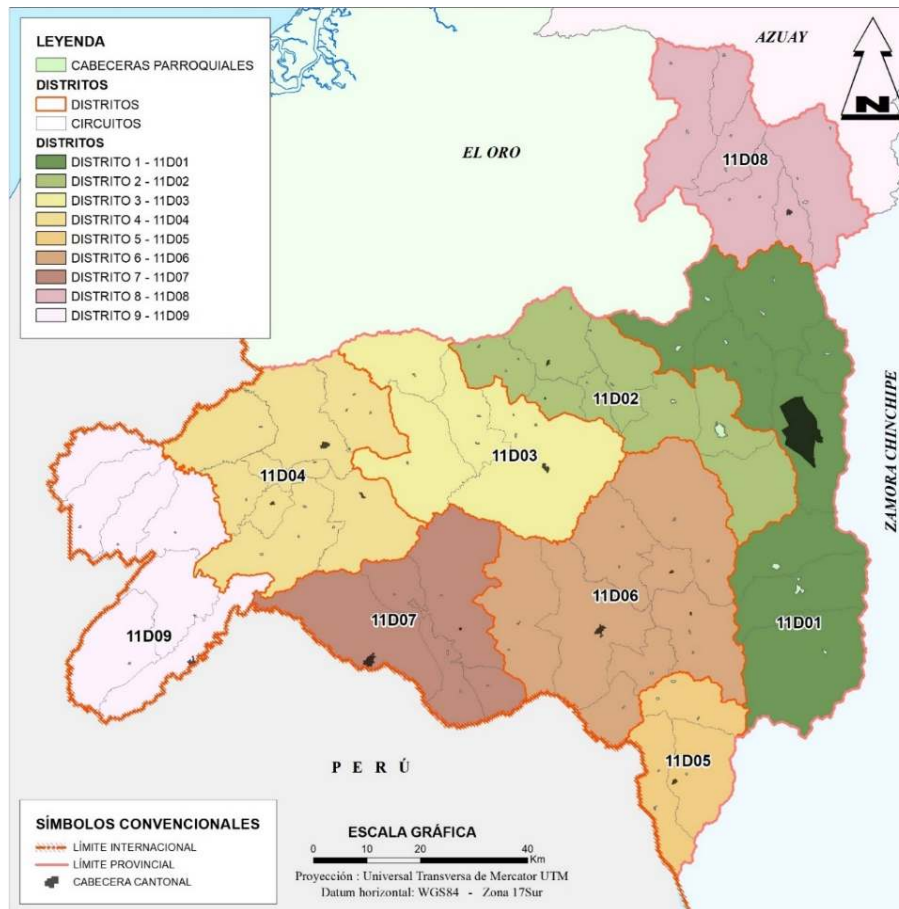 LEYENDA
CABECERAS PARROQUIALES
DISTRITOS
DISTRITOS
CIRCUITOS
DISTRITOS
DISTRITO 1 - 11D01
DISTRITO 2 - 11D02
DISTRITO 3 - 11D03
DISTRITO 4 - 11D04
DISTRITO 5 - 11D05
DISTRITO 6 - 11D06
DISTRITO 7 - 11D07
DISTRITO 8 - 11D08
DISTRITO 9 - 11D09
AZUAY
N
EL ORO
11D08
ZAMORA CHINCHIPE
11D02
11D03
11D04
11D06
11D07
11D01
11D09
11D05
PERÚ
SÍMBOLOS CONVENCIONALES
LÍMITE INTERNACIONAL
LÍMITE PROVINCIAL
CABECERA CANTONAL
ESCALA GRÁFICA
0 10 20 40
Km
Proyección : Universal Transversa de Mercator UTM
Datum horizontal: WGS84 - Zona 17Sur